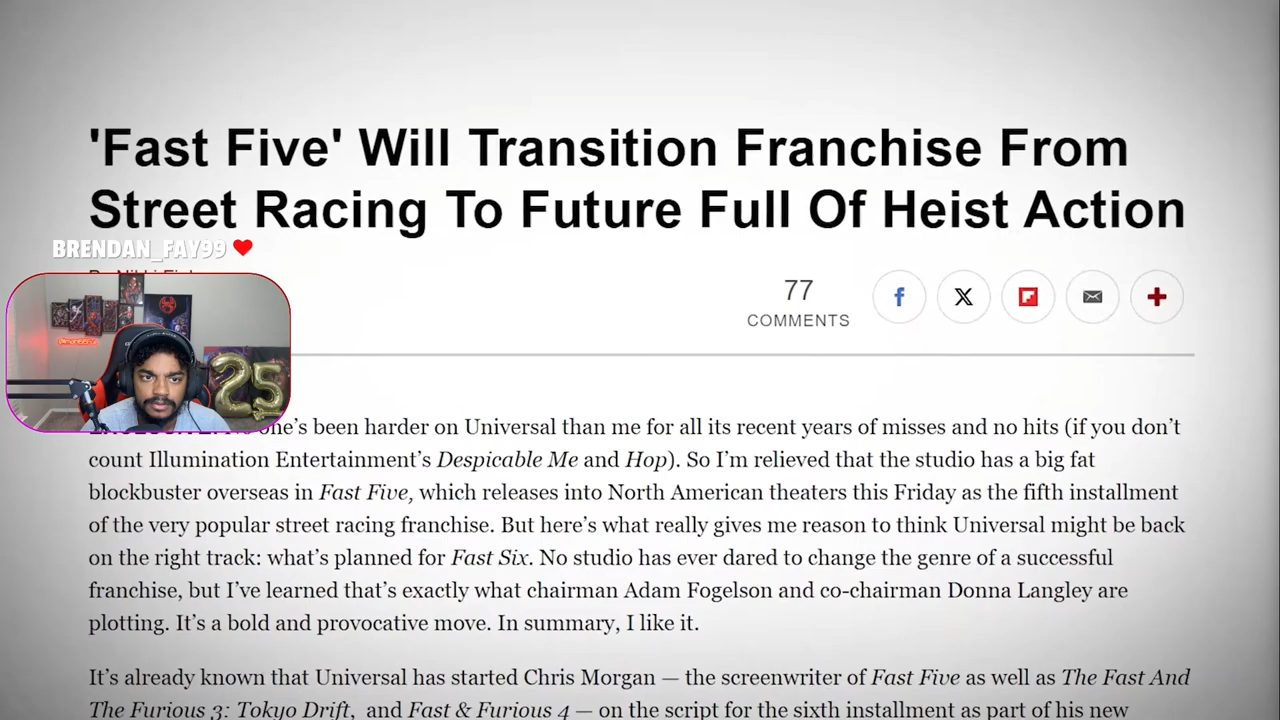 'Fast Five' Will Transition Franchise From
Street Racing To Future Full Of Heist Action
BRENDAN_FAY99
77
COMMENTS
25
one's been harder on Universal than me for all its recent years of misses and no hits (if you don't
count Illumination Entertainment's Despicable Me and Hop). So I'm relieved that the studio has a big fat
blockbuster overseas in Fast Five, which releases into North American theaters this Friday as the fifth installment
of the very popular street racing franchise. But here's what really gives me reason to think Universal might be back
on the right track: what's planned for Fast Six. No studio has ever dared to change the genre of a successful
franchise, but I've learned that's exactly what chairman Adam Fogelson and co-chairman Donna Langley are
plotting. It's a bold and provocative move. In summary, I like it.
It's already known that Universal has started Chris Morgan — the screenwriter of Fast Five as well as The Fast And
The Furious 3: Tokyo Drift, and Fast & Furious 4 — on the script for the sixth installment as part of his new